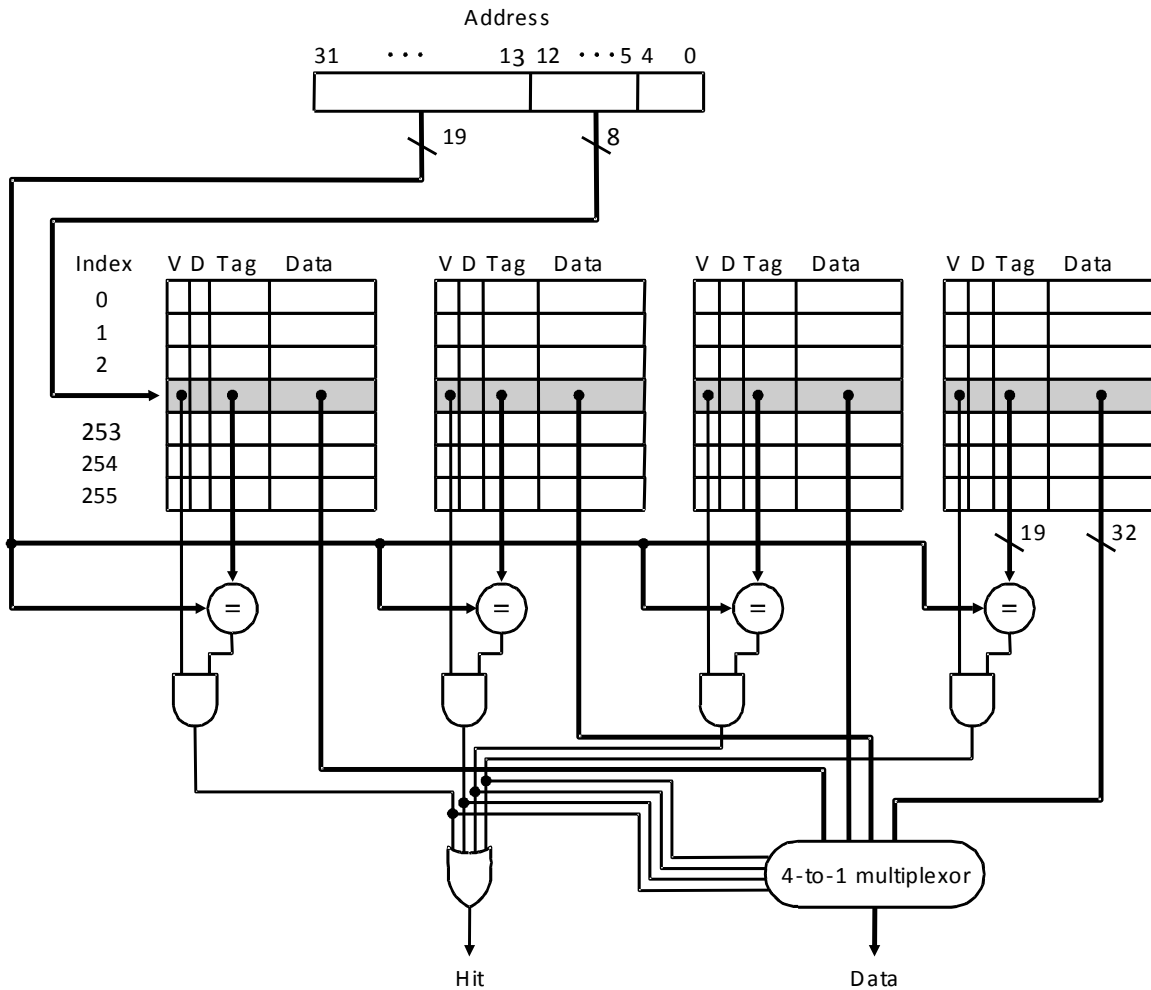 Address
31 ··· 13 12 ···5 4 0
19 8
Index V D Tag Data V D Tag Data V D Tag Data V D Tag Data
0
1
2
253
254
255
19 32
= = = =
4-to-1 multiplexor
Hit Data